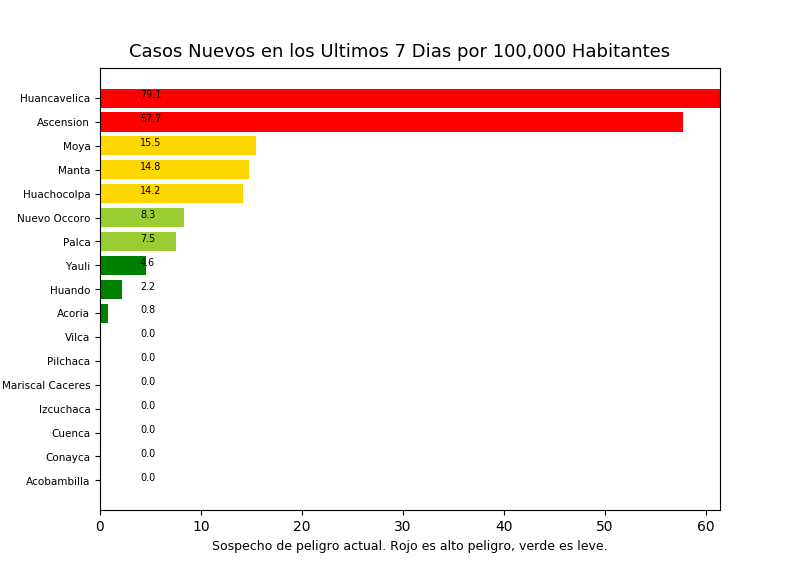 Casos Nuevos en los Ultimos 7 Dias por 100,000 Habitantes
Huancavelica 79.1
Ascension 57.7
Moya 15.5
Manta 14.8
Huachocolpa 14.2
Nuevo Occoro 8.3
Palca 7.5
Yauli 4.6
Huando 2.2
Acoria 0.8
Vilca 0.0
Pilchaca 0.0
Mariscal Caceres 0.0
Izcuchaca 0.0
Cuenca 0.0
Conayca 0.0
Acobambilla 0.0
0 10 20 30 40 50 60
Sospecho de peligro actual. Rojo es alto peligro, verde es leve.